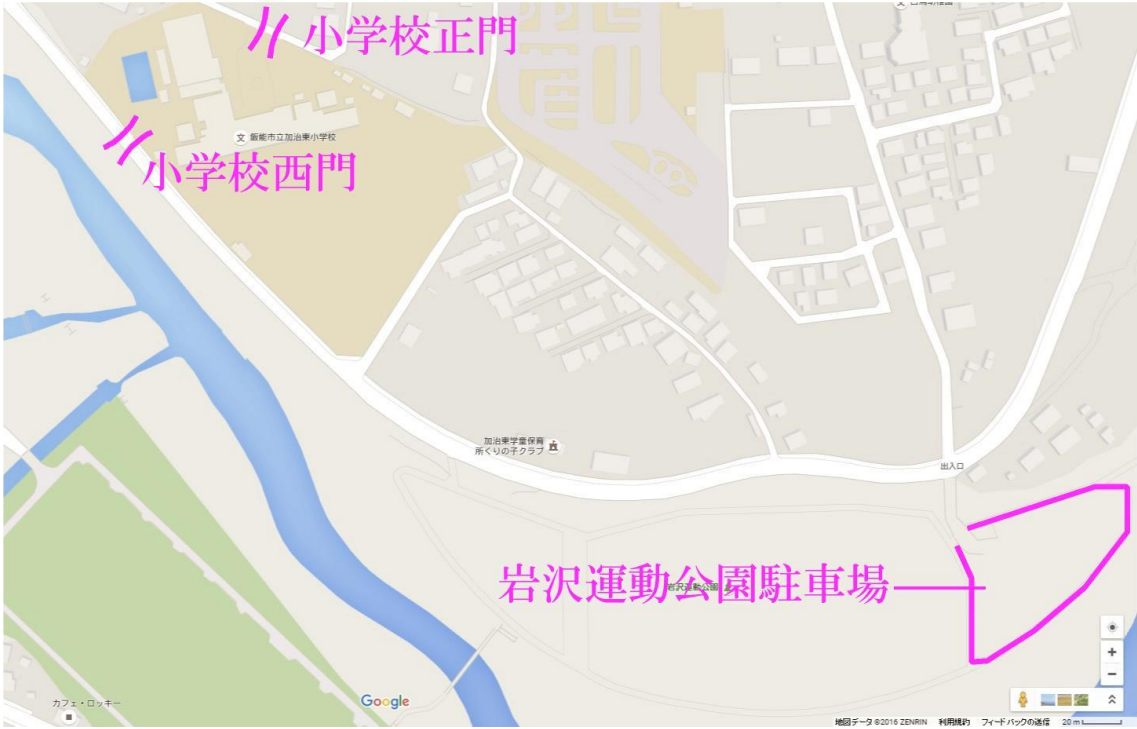 小学校正門
文 飯能市立加治東小学校
小学校西門
加治東学童保育
所くりの子クラブ
出入口
岩沢運動公園
岩沢運動公園駐車場
カフェ・ロッキー
Google
地図データ ©2016 ZENRIN 利用規約 フィードバックの送信 20 m